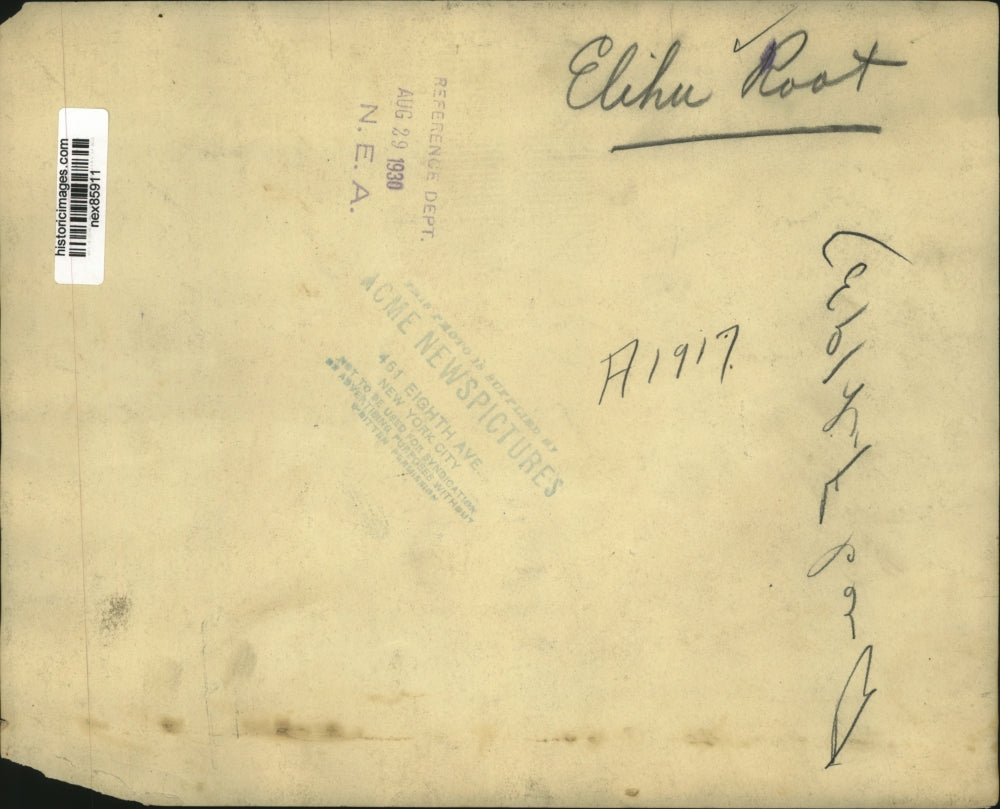 Elihu Root
REFERENCE DEPT.
AUG 29 1930
N. E. A.
historicimages.com
nex85911
THIS PHOTO IS SUPPLIED BY
ACME NEWSPICTURES
461 EIGHTH AVE.
NEW YORK CITY
NOT TO BE USED FOR SYNDICATION
OR ADVERTISING PURPOSES WITHOUT
WRITTEN PERMISSION
A1917